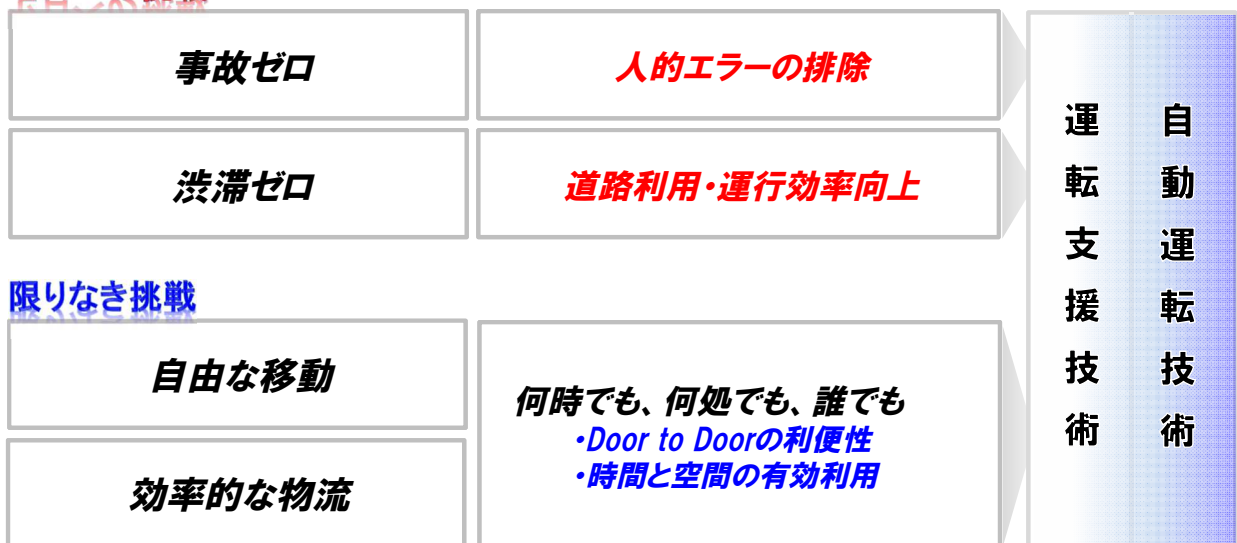 事故ゼロ
人的エラーの排除
渋滞ゼロ
道路利用・運行効率向上
限りなき挑戦
自由な移動
効率的な物流
何時でも、何処でも、誰でも
・Door to Doorの利便性
・時間と空間の有効利用
運転支援技術
自動運転技術